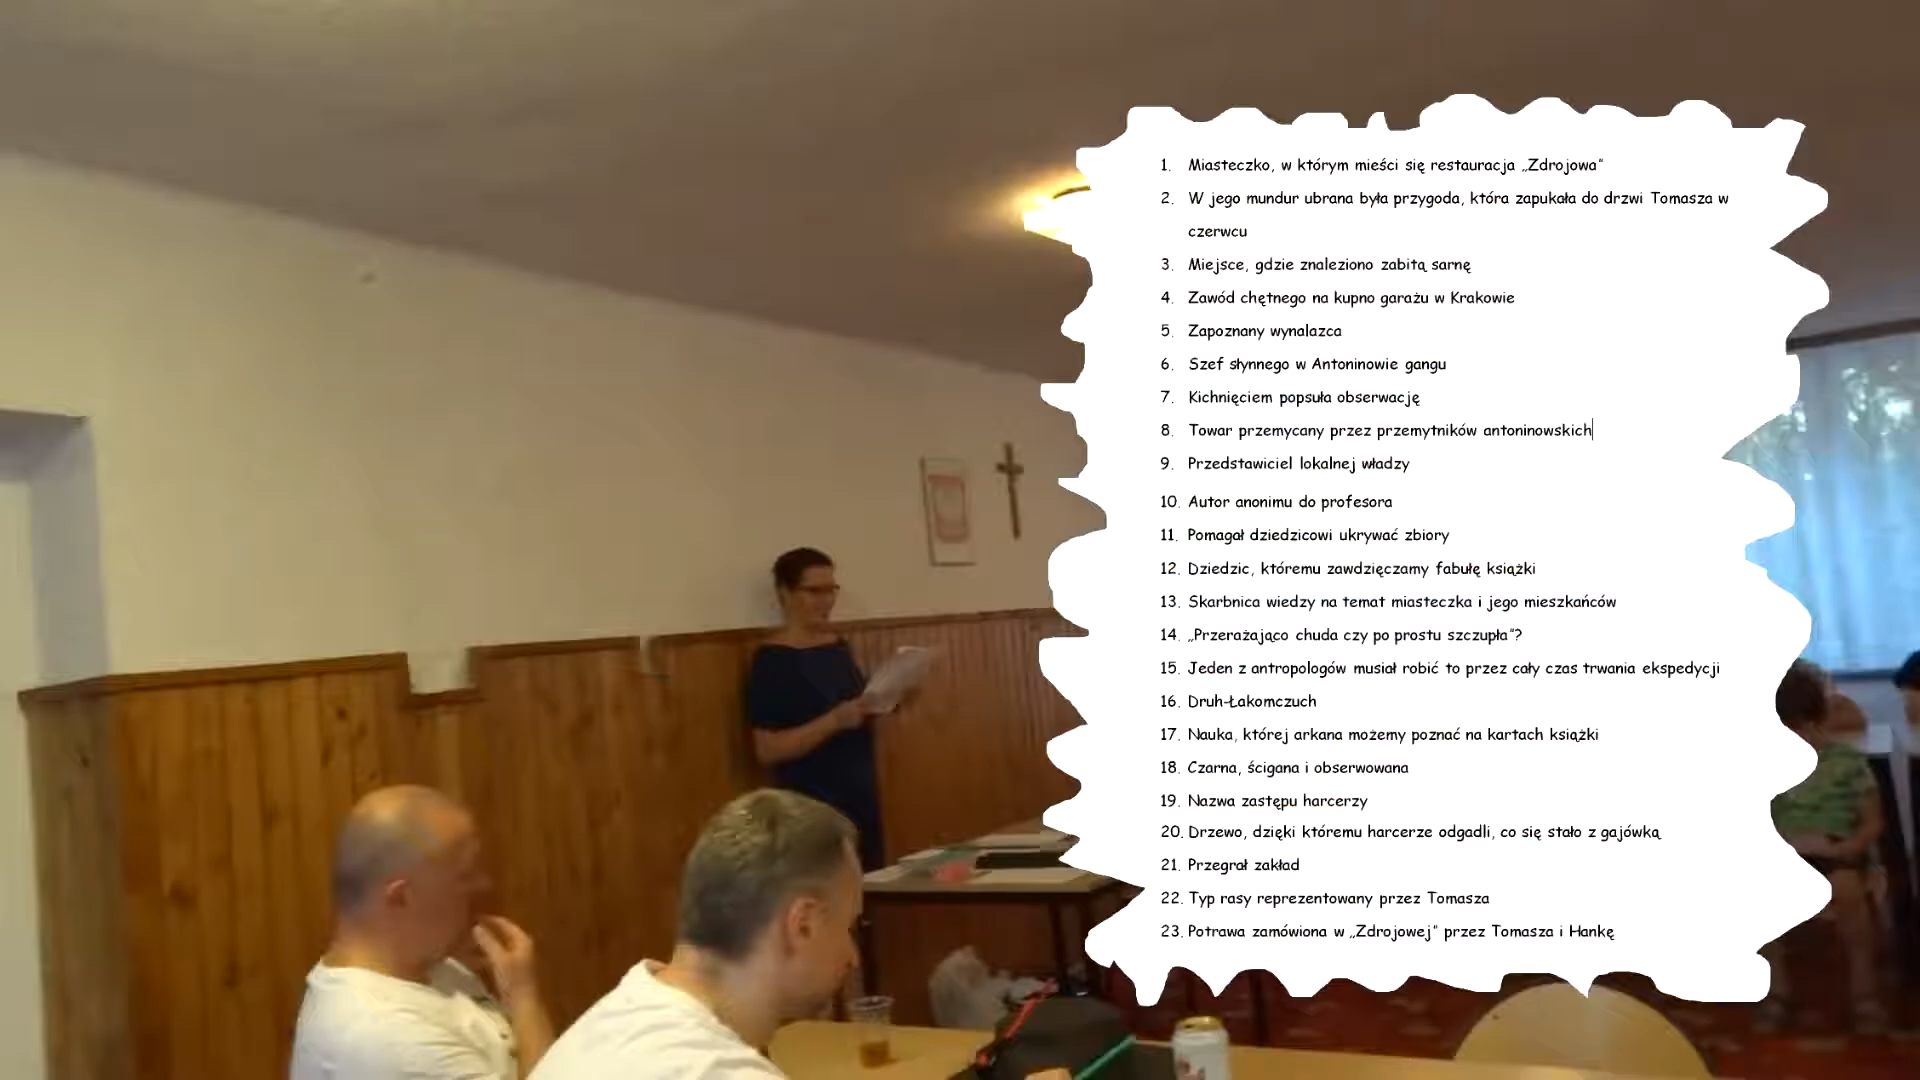 1. Miasteczko, w którym mieści się restauracja „Zdrojowa”
2. W jego mundur ubrana była przygoda, która zapukała do drzwi Tomasza w
czerwcu
3. Miejsce, gdzie znaleziono zabitą sarnę
4. Zawód chętnego na kupno garażu w Krakowie
5. Zapoznany wynalazca
6. Szef słynnego w Antoninowie gangu
7. Kichnięciem popsuła obserwację
8. Towar przemycany przez przemytników antoninowskich
9. Przedstawiciel lokalnej władzy
10. Autor anonimu do profesora
11. Pomagał dziedzicowi ukrywać zbiory
12. Dziedzic, któremu zawdzięczamy fabułę książki
13. Skarbnica wiedzy na temat miasteczka i jego mieszkańców
14. „Przerażająco chuda czy po prostu szczupła”?
15. Jeden z antropologów musiał robić to przez cały czas trwania ekspedycji
16. Druh-Łakomczuch
17. Nauka, której arkana możemy poznać na kartach książki
18. Czarna, ścigana i obserwowana
19. Nazwa zastępu harcerzy
20. Drzewo, dzięki któremu harcerze odgadli, co się stało z gajówką
21. Przegrał zakład
22. Typ rasy reprezentowany przez Tomasza
23. Potrawa zamówiona w „Zdrojowej” przez Tomasza i Hankę